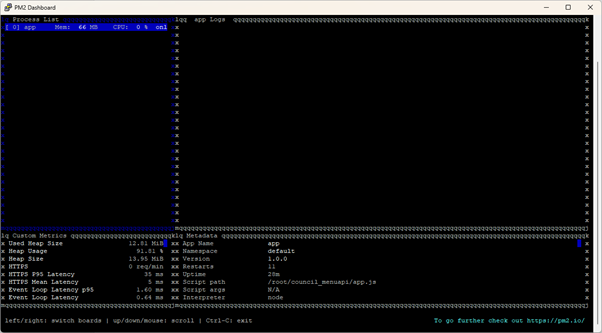 PM2 Dashboard
Process List
[ 0] app Mem: 66 MB CPU: 0 % onl
lqq app Logs qqqqqqqqqqqqqqqqqqqqqqqqqqqqqqqqqqqqqqqqqqqqqqqqqqqqqqqqqqqqqqqqqqqqqqqqqqqqqqqk
lq Custom Metrics qqqqqqqqqqqqqqqqqqqqqqqqk
x Used Heap Size 12.81 MiB x
x Heap Usage 91.81 % x
x Heap Size 13.95 MiB x
x HTTPS 0 req/min x
x HTTPS P95 Latency 35 ms x
x HTTPS Mean Latency 5 ms x
x Event Loop Latency p95 1.60 ms x
x Event Loop Latency 0.64 ms x
lq Metadata qqqqqqqqqqqqqqqqqqqqqqqqqqqqqqqqqqqqqqqqqqqqqqqqqqqqqqqqqqqqqqqqqqqqqqqqqqqqqqqk
x App Name app x
x Namespace default x
x Version 1.0.0 x
x Restarts 11 x
x Uptime 28m x
x Script path /root/council_menuapi/app.js x
x Script args N/A x
x Interpreter node x
left/right: switch boards | up/down/mouse: scroll | Ctrl-C: exit
To go further check out https://pm2.io/